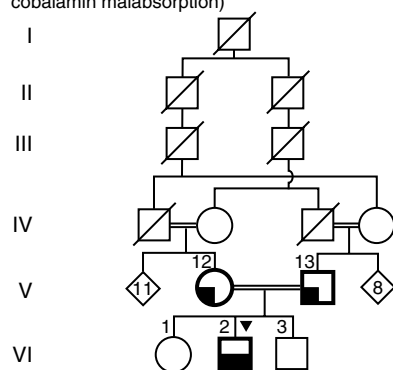 cobalamin malabsorption)
I
II
III
IV
12 13
11 8
V
1 2 3
VI